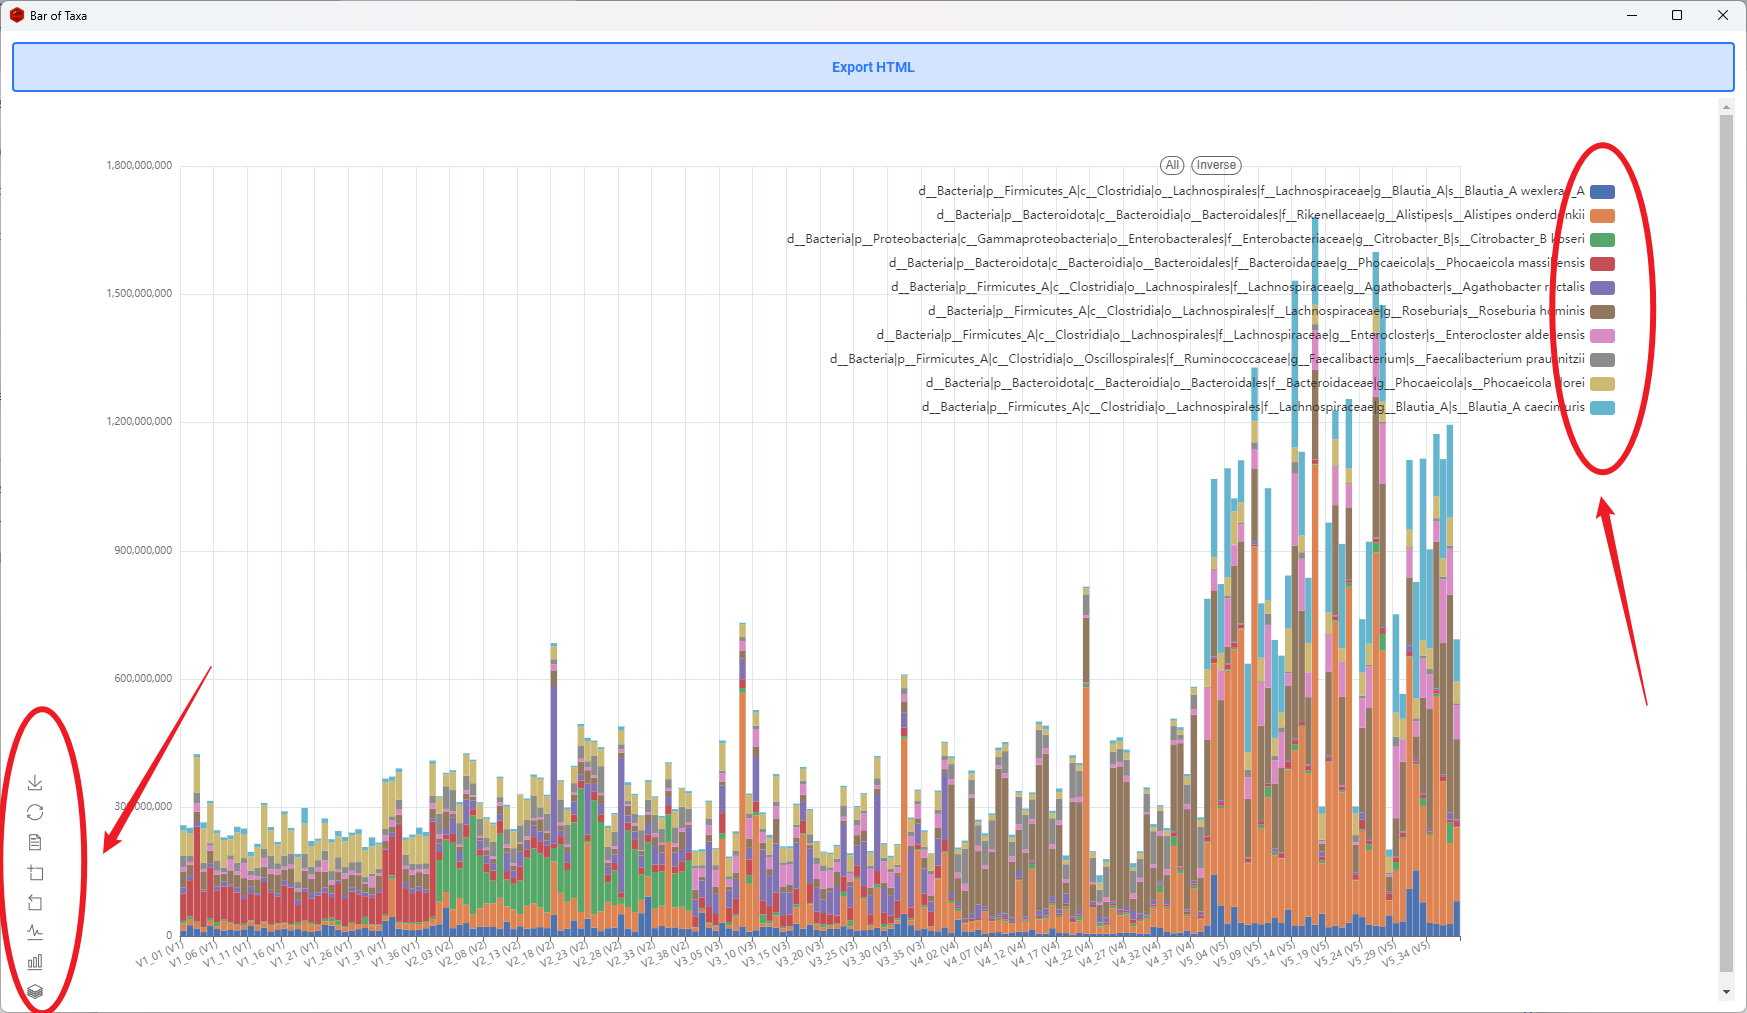 Bar of Taxa
Export HTML
All Inverse
d__Bacteria|p__Firmicutes_A|c__Clostridia|o__Lachnospirales|f__Lachnospiraceae|g__Blautia_A|s__Blautia_A wexlerae_A
d__Bacteria|p__Bacteroidota|c__Bacteroidia|o__Bacteroidales|f__Rikenellaceae|g__Alistipes|s__Alistipes onderdonkii
d__Bacteria|p__Proteobacteria|c__Gammaproteobacteria|o__Enterobacterales|f__Enterobacteriaceae|g__Citrobacter_B|s__Citrobacter_B koseri
d__Bacteria|p__Bacteroidota|c__Bacteroidia|o__Bacteroidales|f__Bacteroidaceae|g__Phocaeicola|s__Phocaeicola massiliensis
d__Bacteria|p__Firmicutes_A|c__Clostridia|o__Lachnospirales|f__Lachnospiraceae|g__Agathobacter|s__Agathobacter rectalis
d__Bacteria|p__Firmicutes_A|c__Clostridia|o__Lachnospirales|f__Lachnospiraceae|g__Roseburia|s__Roseburia hominis
d__Bacteria|p__Firmicutes_A|c__Clostridia|o__Lachnospirales|f__Lachnospiraceae|g__Enterocloster|s__Enterocloster aldenensis
d__Bacteria|p__Firmicutes_A|c__Clostridia|o__Oscillospirales|f__Ruminococcaceae|g__Faecalibacterium|s__Faecalibacterium prausnitzii
d__Bacteria|p__Bacteroidota|c__Bacteroidia|o__Bacteroidales|f__Bacteroidaceae|g__Phocaeicola|s__Phocaeicola dorei
d__Bacteria|p__Firmicutes_A|c__Clostridia|o__Lachnospirales|f__Lachnospiraceae|g__Blautia_A|s__Blautia_A caecimuris
1,800,000,000
1,500,000,000
1,200,000,000
900,000,000
600,000,000
300,000,000
0
V1_01 (V1) V1_06 (V1) V1_11 (V1) V1_16 (V1) V1_21 (V1) V1_26 (V1) V1_31 (V1) V1_36 (V1) V2_03 (V2) V2_08 (V2) V2_13 (V2) V2_18 (V2) V2_23 (V2) V2_28 (V2) V2_33 (V2) V2_38 (V2) V3_05 (V3) V3_10 (V3) V3_15 (V3) V3_20 (V3) V3_25 (V3) V3_30 (V3) V3_35 (V3) V4_02 (V4) V4_07 (V4) V4_12 (V4) V4_17 (V4) V4_22 (V4) V4_27 (V4) V4_32 (V4) V4_37 (V4) V5_04 (V5) V5_09 (V5) V5_14 (V5) V5_19 (V5) V5_24 (V5) V5_29 (V5) V5_34 (V5)